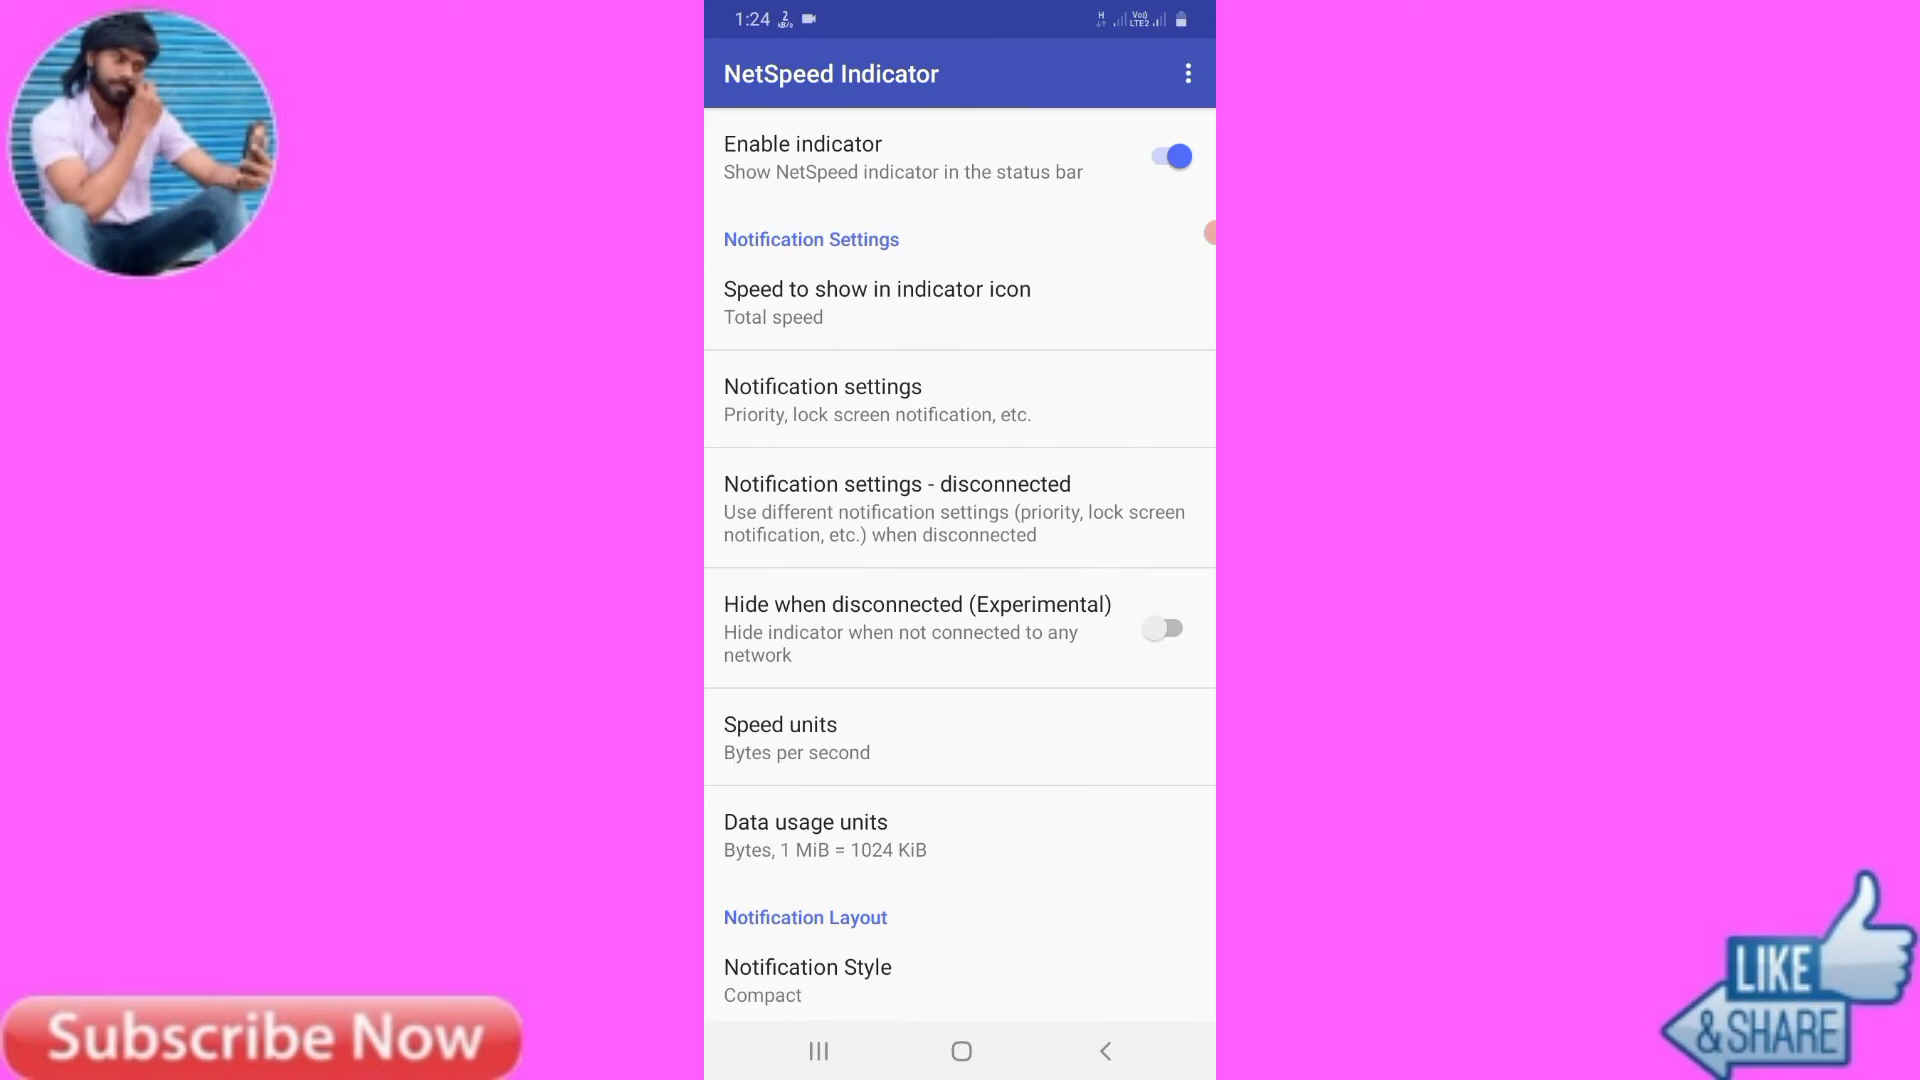 1:24 2 kB/s H Vo) LTE2
NetSpeed Indicator
Enable indicator
Show NetSpeed indicator in the status bar
Notification Settings
Speed to show in indicator icon
Total speed
Notification settings
Priority, lock screen notification, etc.
Notification settings - disconnected
Use different notification settings (priority, lock screen
notification, etc.) when disconnected
Hide when disconnected (Experimental)
Hide indicator when not connected to any
network
Speed units
Bytes per second
Data usage units
Bytes, 1 MiB = 1024 KiB
Notification Layout
Notification Style
Compact
Subscribe Now
LIKE
& SHARE